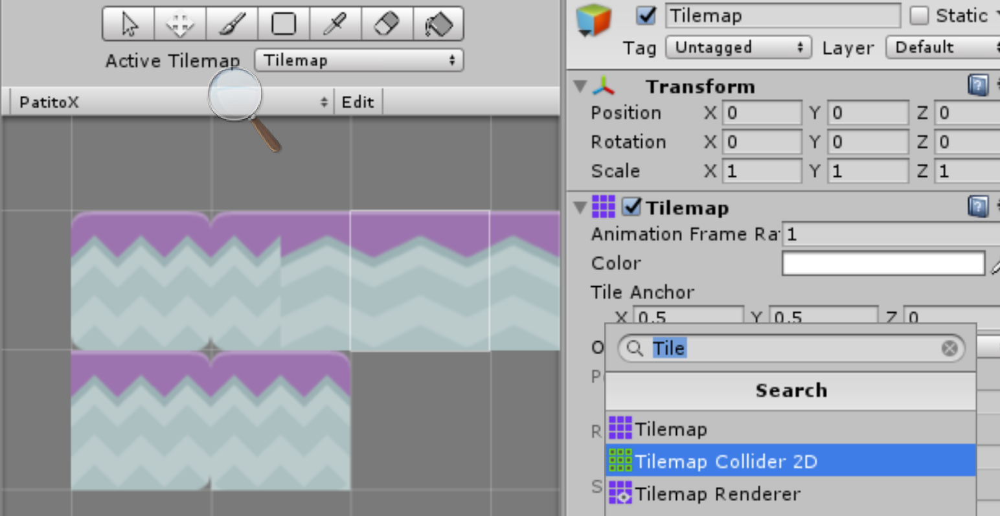 Active Tilemap Tilemap
PatitoX Edit
Tilemap Static
Tag Untagged Layer Default
Transform
Position X 0 Y 0 Z 0
Rotation X 0 Y 0 Z 0
Scale X 1 Y 1 Z 1
Tilemap
Animation Frame Ra 1
Color
Tile Anchor
X 0.5 Y 0.5 Z 0
O
Tile
P
Search
R
Tilemap
Tilemap Collider 2D
S
Tilemap Renderer